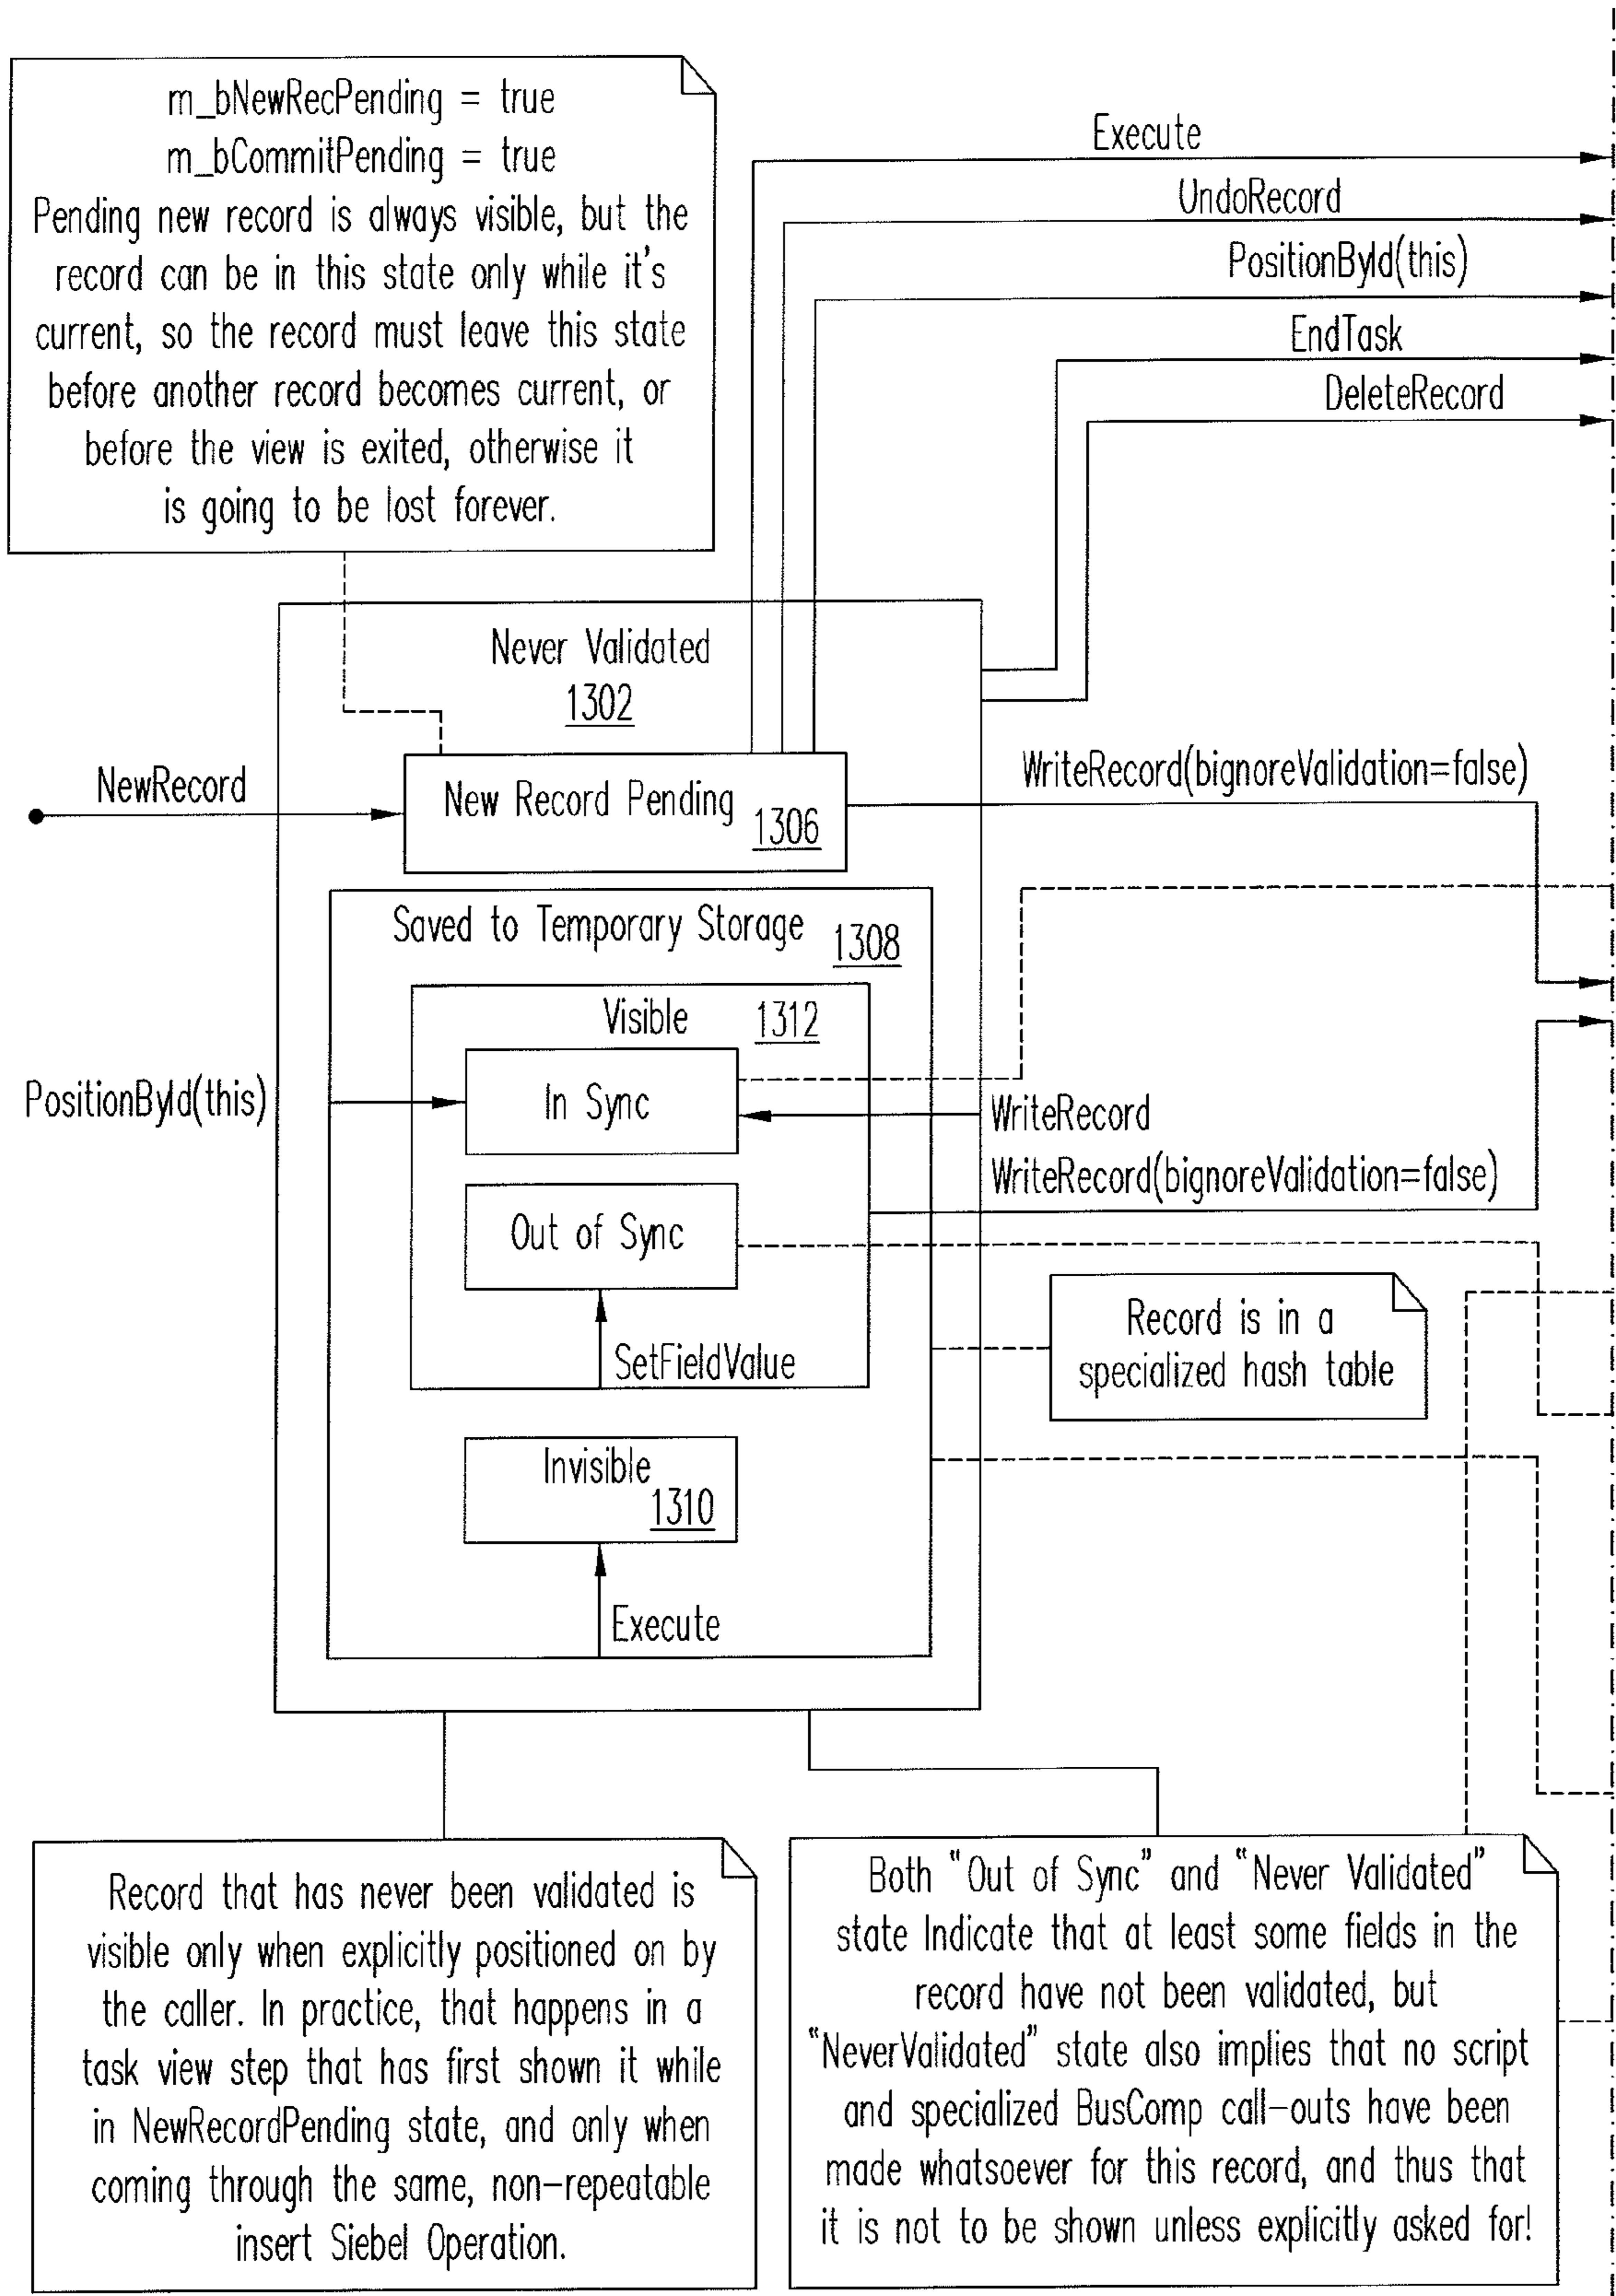 m_bNewRecPending = true
m_bCommitPending = true
Pending new record is always visible, but the
record can be in this state only while it's
current, so the record must leave this state
before another record becomes current, or
before the view is exited, otherwise it
is going to be lost forever.
Execute
UndoRecord
PositionById(this)
EndTask
DeleteRecord
Never Validated
1302
NewRecord
New Record Pending
1306
WriteRecord(bignoreValidation=false)
Saved to Temporary Storage
1308
Visible
1312
PositionById(this)
In Sync
WriteRecord
WriteRecord(bignoreValidation=false)
Out of Sync
SetFieldValue
Record is in a
specialized hash table
Invisible
1310
Execute
Record that has never been validated is
visible only when explicitly positioned on by
the caller. In practice, that happens in a
task view step that has first shown it while
in NewRecordPending state, and only when
coming through the same, non-repeatable
insert Siebel Operation.
Both "Out of Sync" and "Never Validated"
state Indicate that at least some fields in the
record have not been validated, but
"NeverValidated" state also implies that no script
and specialized BusComp call-outs have been
made whatsoever for this record, and thus that
it is not to be shown unless explicitly asked for!